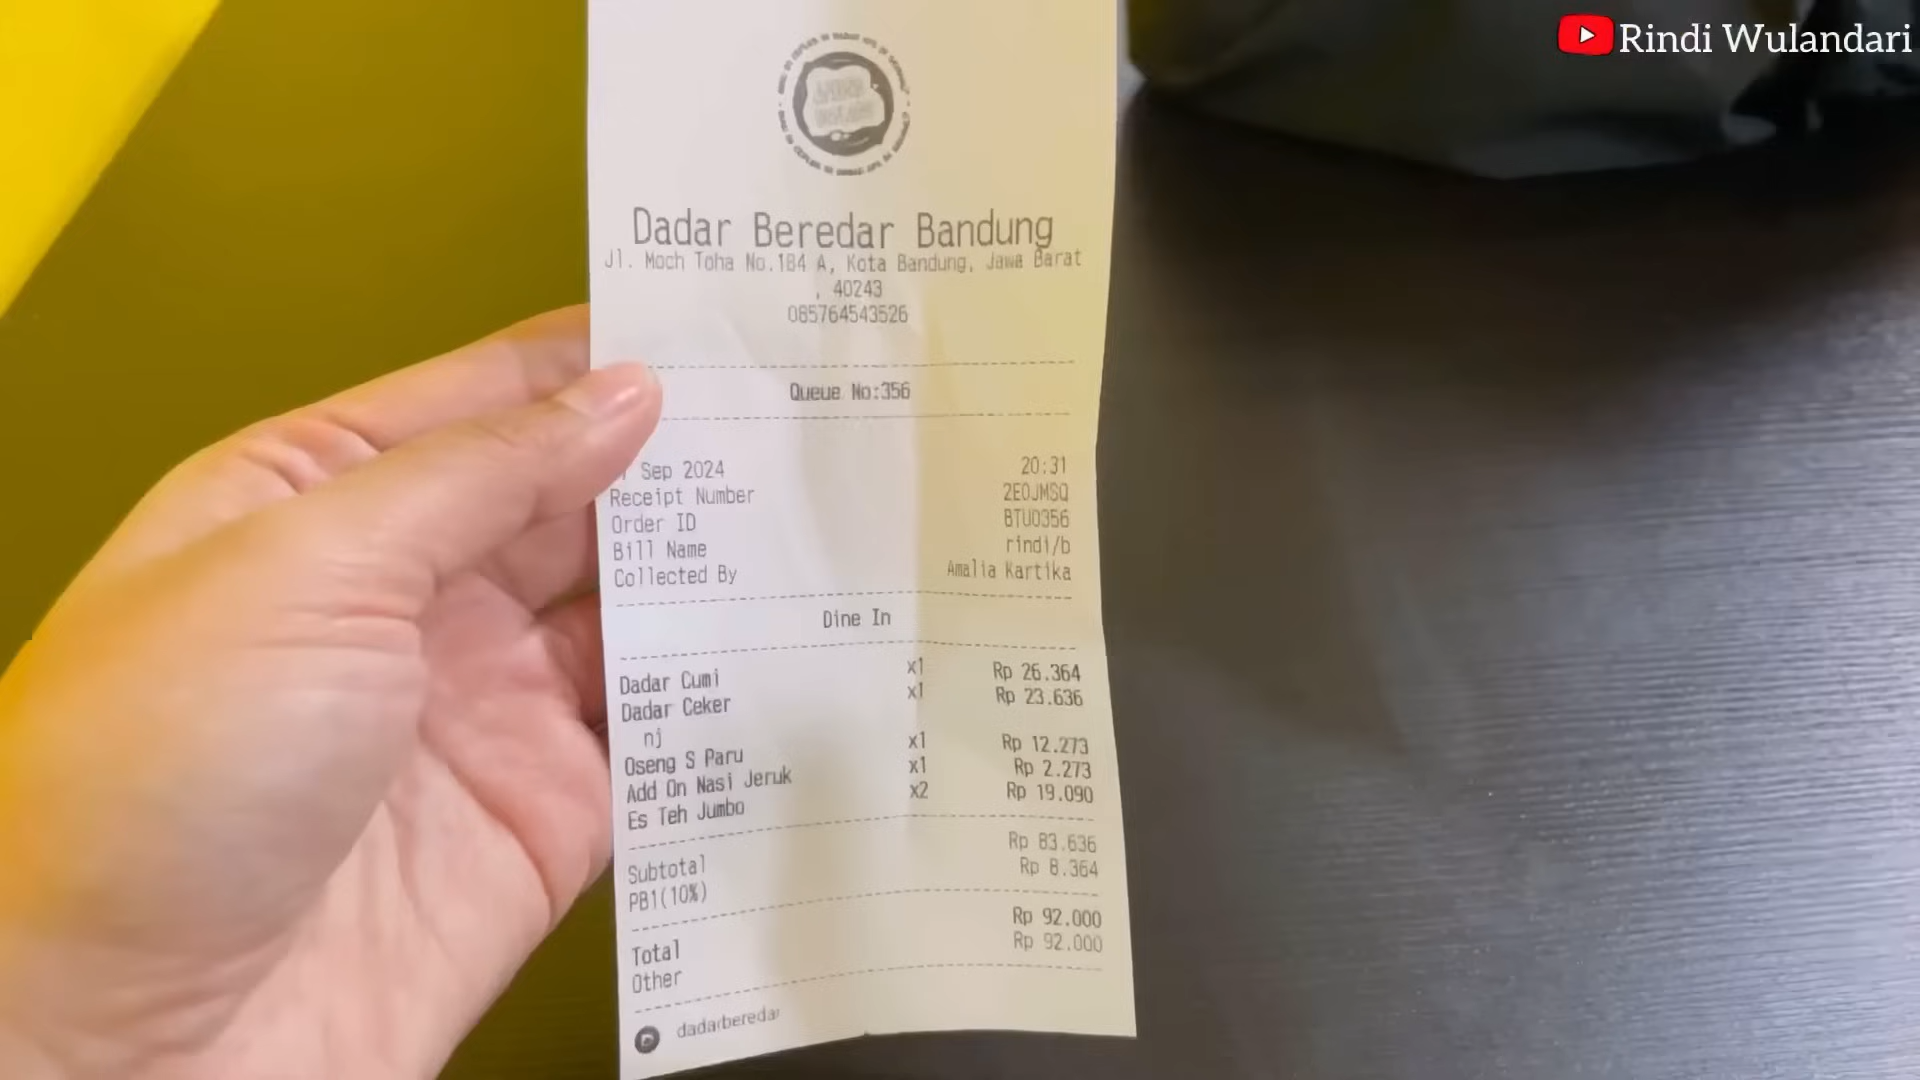 Rindi Wulandari
Dadar Beredar Bandung
Jl. Moch Toha No.184 A, Kota Bandung, Jawa Barat
, 40243
085764543526
Queue No:356
Sep 2024 20:31
Receipt Number 2E0JMSQ
Order ID BTU0356
Bill Name rindi/b
Collected By Amalia Kartika
Dine In
Dadar Cumi x1 Rp 26.364
Dadar Ceker x1 Rp 23.636
nj
Oseng S Paru x1 Rp 12.273
Add On Nasi Jeruk x1 Rp 2.273
Es Teh Jumbo x2 Rp 19.090
Subtotal Rp 83.636
PB1(10%) Rp 8.364
Total Rp 92.000
Other Rp 92.000
dadarberedar